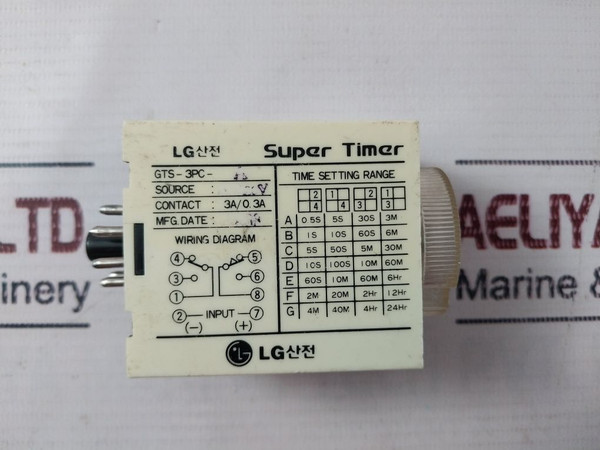 LG산전 Super Timer
GTS-3PC-
SOURCE :
CONTACT : 3A/0.3A
MFG.DATE :
WIRING DIAGRAM
4 5
3 6
1 8
2 INPUT 7
(-) (+)
TIME SETTING RANGE
2 1 2 1
4 4 3 3
A 0.5S 5S 30S 3M
B 1S 10S 60S 6M
C 5S 50S 5M 30M
D 10S 100S 10M 60M
E 60S 10M 60M 6Hr
F 2M 20M 2Hr 12Hr
G 4M 40M 4Hr 24Hr
LG LG산전
LTD
inery
AELIYA
Marine &